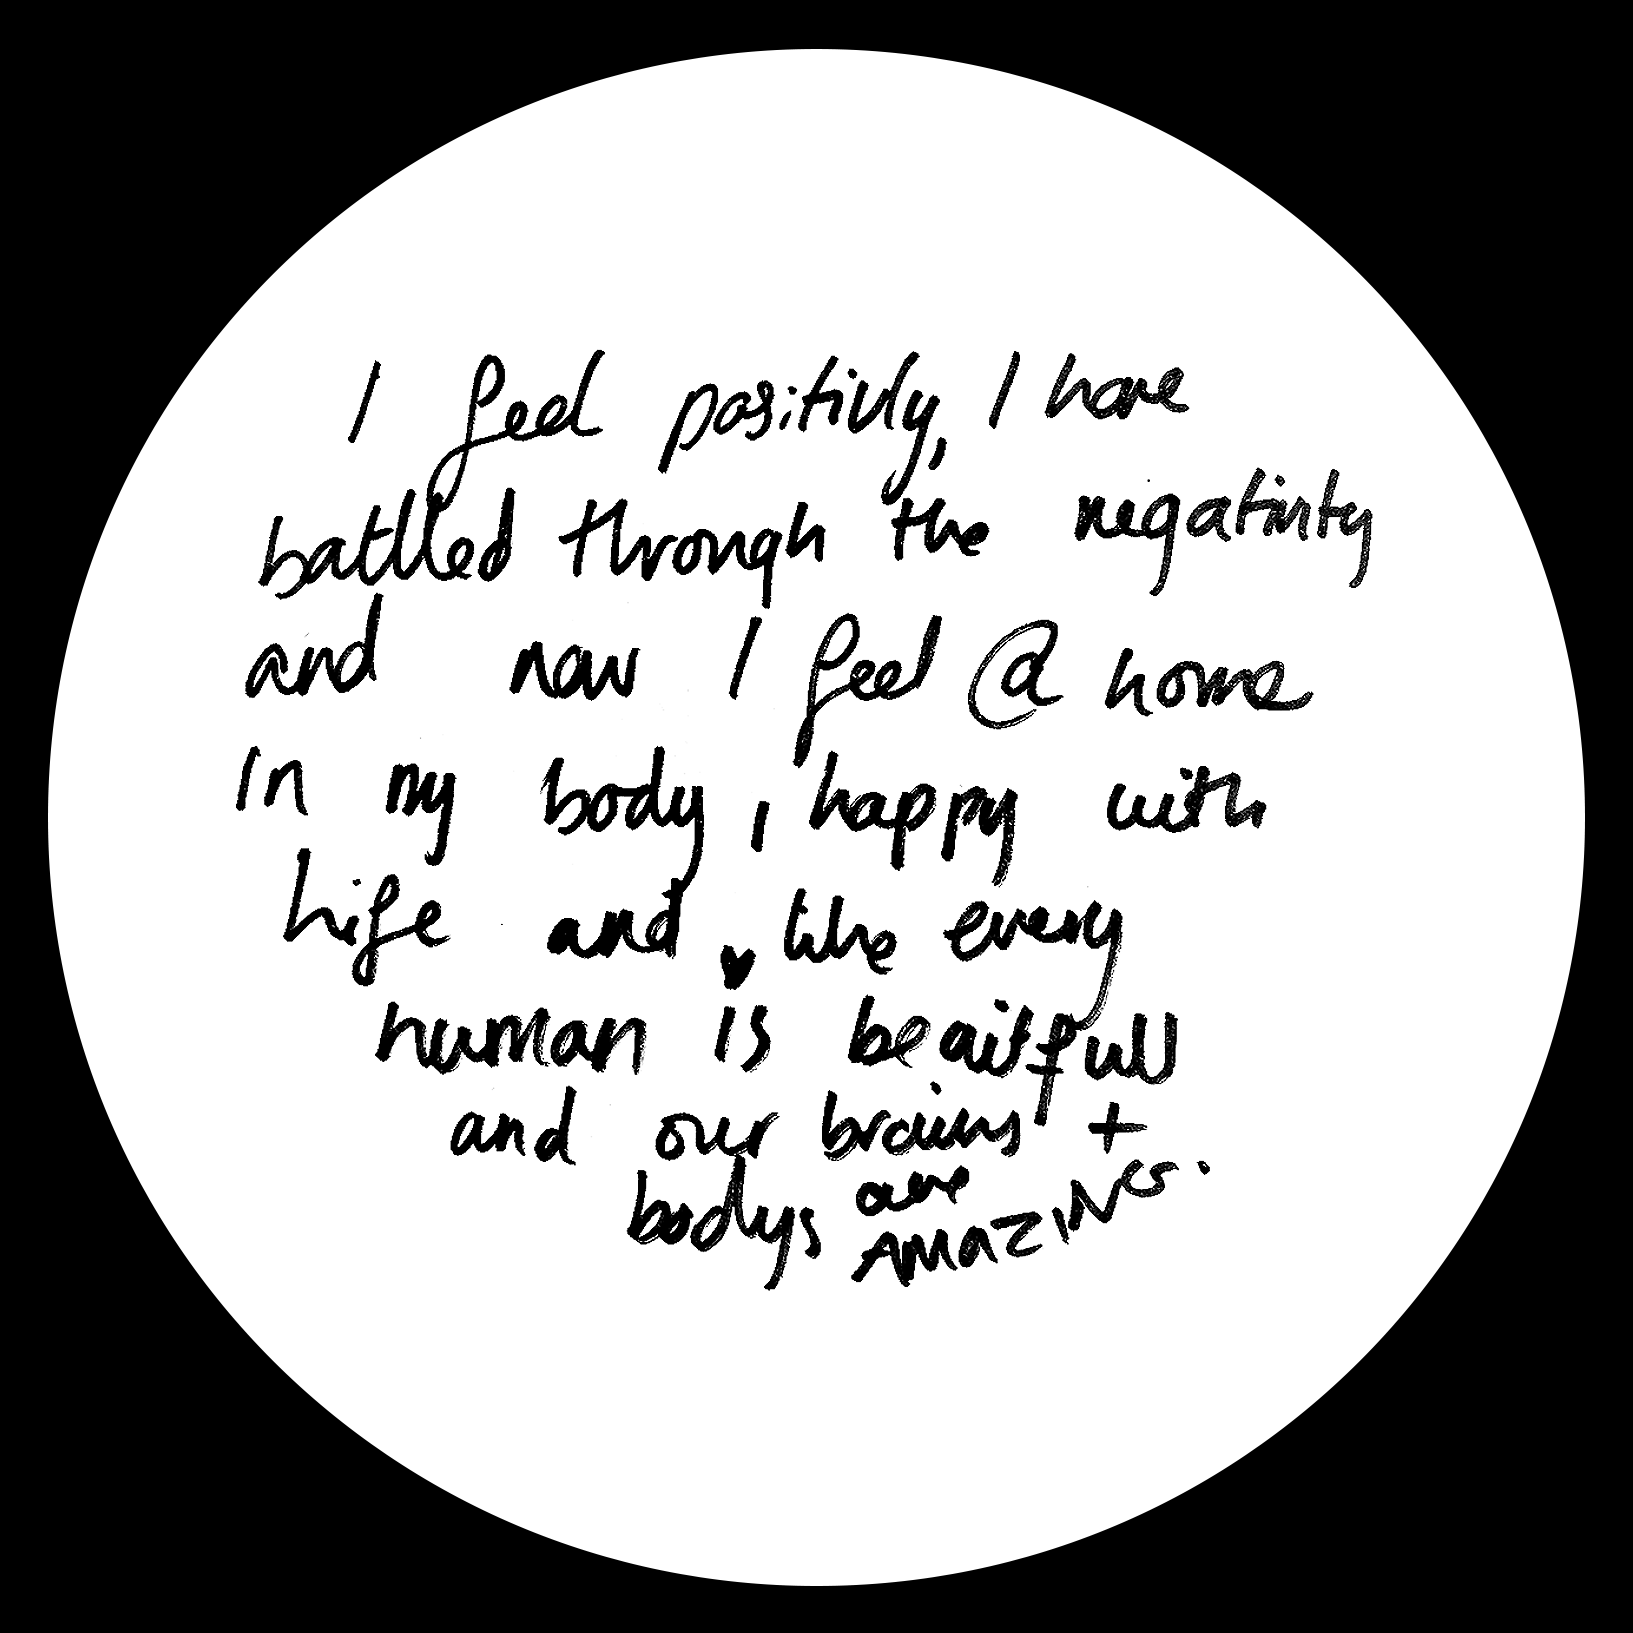 I feel positivly, I have
battled through the negativity
and now I feel @ home
in my body, happy with
Life and ♥ like every
human is beaitfull
and our brains +
bodys are
AMAZING.